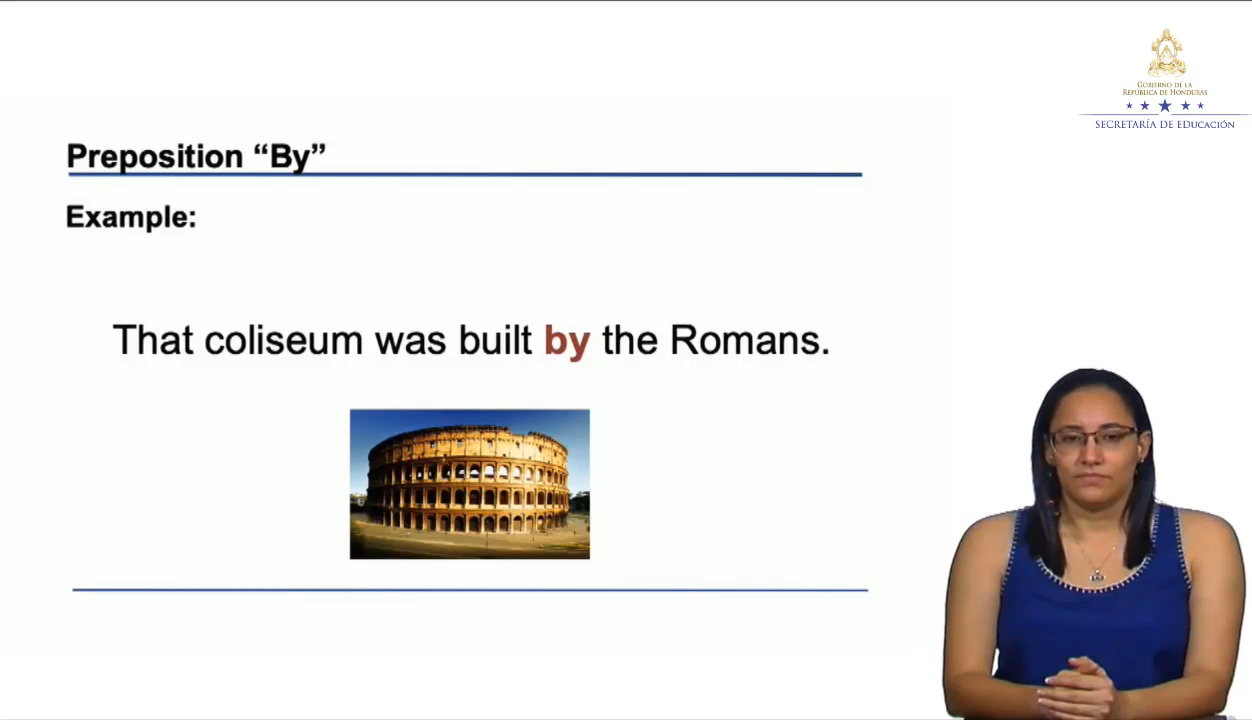 GOBIERNO DE LA
REPÚBLICA DE HONDURAS
SECRETARÍA DE EDUCACIÓN
Preposition “By”
Example:
That coliseum was built by the Romans.